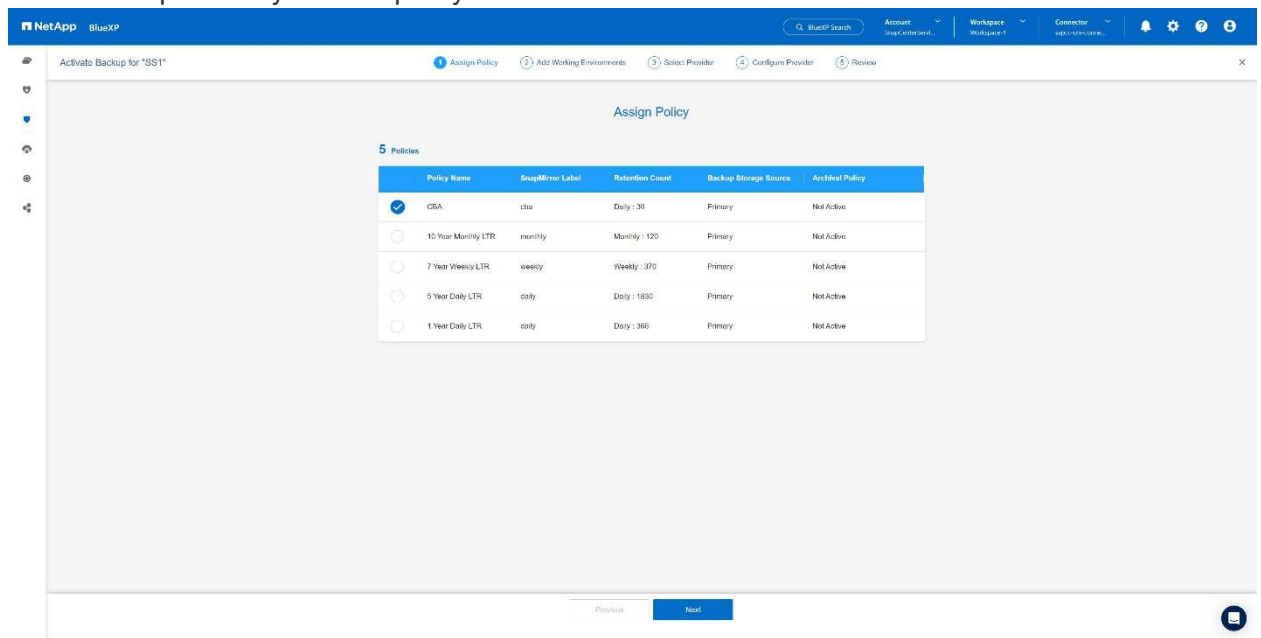 NetApp BlueXP
BlueXP Search
Account
SnapCenterServi...
Workspace
Workspace-1
Connector
Activate Backup for "SS1"
1 Assign Policy 2 Add Working Environments 3 Select Provider 4 Configure Provider 5 Review
Assign Policy
5 Policies
Policy Name SnapMirror Label Retention Count Backup Storage Source Archival Policy
CBA cba Daily : 30 Primary Not Active
10 Year Monthly LTR monthly Monthly : 120 Primary Not Active
7 Year Weekly LTR weekly Weekly : 370 Primary Not Active
5 Year Daily LTR daily Daily : 1830 Primary Not Active
1 Year Daily LTR daily Daily : 366 Primary Not Active
Previous Next